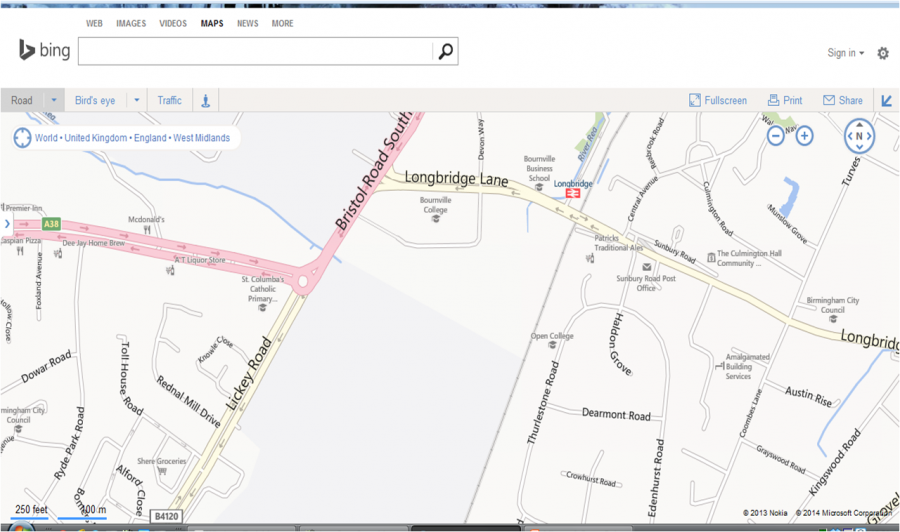 WEB IMAGES VIDEOS MAPS NEWS MORE
bing
Sign in
Road Bird's eye Traffic Fullscreen Print Share
World • United Kingdom • England • West Midlands
N
Bristol Road South
Devon Way
River Rea
Longbridge Lane
Bournville
Business
School
Longbridge
Central Avenue
Culmington Road
Mundsow Grove
Turves
Premier Inn
A38
Mcdonald's
Bournville
College
Dee Jay Home Brew
A T Liquor Store
Foxland Avenue
Patricks
Traditional Ales
Sunbury Road
The Culmington Hall
Community ...
Sunbury Road Post
Office
St. Columba's
Catholic
Primary...
Birmingham City
Council
Open College
Halpon Grove
Longbridg
Knowle Close
Lickey Road
Dowar Road
Toll House Road
Rednal Mill Drive
Thurlestone Road
Amalgamated
Building
Services
Austin Rise
Coombes Lane
Dearmont Road
mingham City
Council
Ryde Park Road
Shere Groceries
Alford Close
Edenhurst Road
Grayswood Road
Kingswood Road
Crowhurst Road
250 feet 100 m
B4120
© 2013 Nokia © 2014 Microsoft Corporation